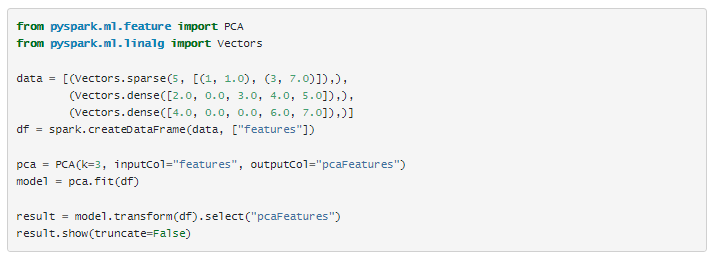 from pyspark.ml.feature import PCA
from pyspark.ml.linalg import Vectors
data = [(Vectors.sparse(5, [(1, 1.0), (3, 7.0)]),),
(Vectors.dense([2.0, 0.0, 3.0, 4.0, 5.0]),),
(Vectors.dense([4.0, 0.0, 0.0, 6.0, 7.0]),)]
df = spark.createDataFrame(data, ["features"])
pca = PCA(k=3, inputCol="features", outputCol="pcaFeatures")
model = pca.fit(df)
result = model.transform(df).select("pcaFeatures")
result.show(truncate=False)